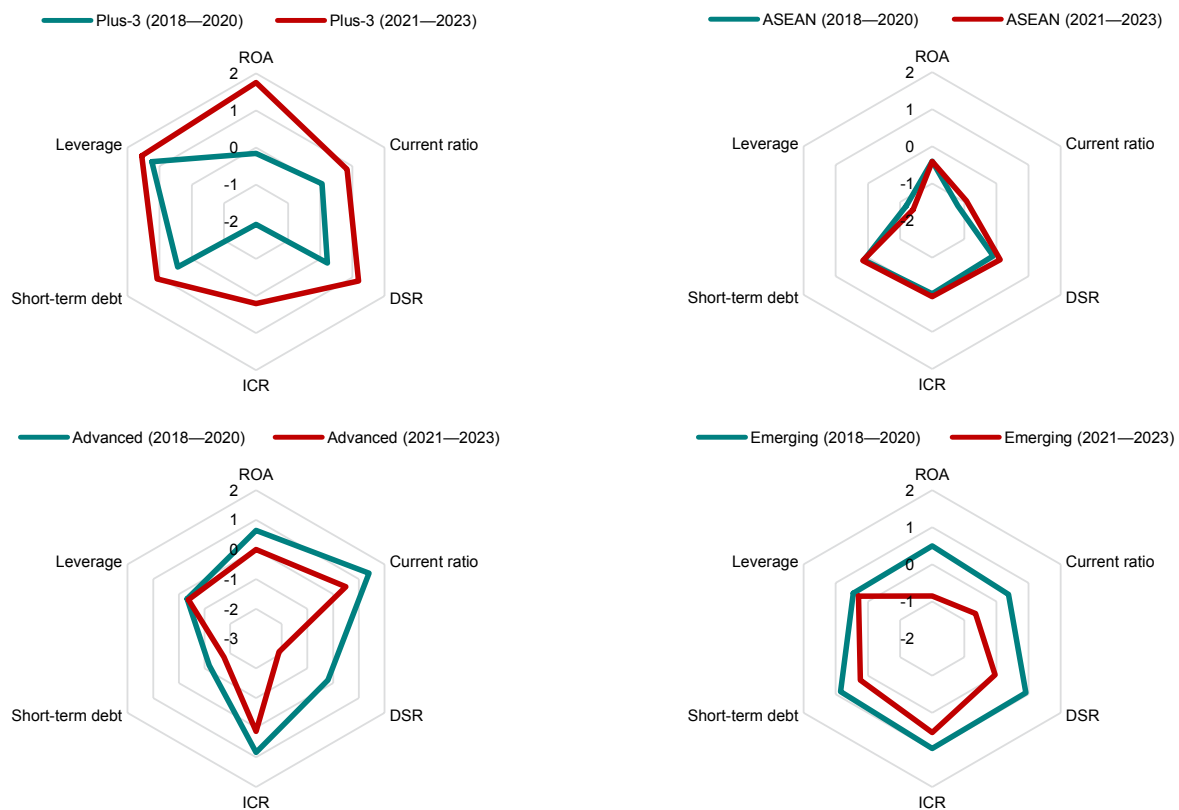 Plus-3 (2018—2020) Plus-3 (2021—2023)
ROA
2
1
0
-1
-2
Leverage
Current ratio
Short-term debt
DSR
ICR
ASEAN (2018—2020) ASEAN (2021—2023)
ROA
2
1
0
-1
2
Leverage
Current ratio
Short-term debt
DSR
ICR
Advanced (2018—2020) Advanced (2021—2023)
ROA
2
1
0
-1
-2
-3
Leverage
Current ratio
Short-term debt
DSR
ICR
Emerging (2018—2020) Emerging (2021—2023)
ROA
2
1
0
-1
-2
Leverage
Current ratio
Short-term debt
DSR
ICR